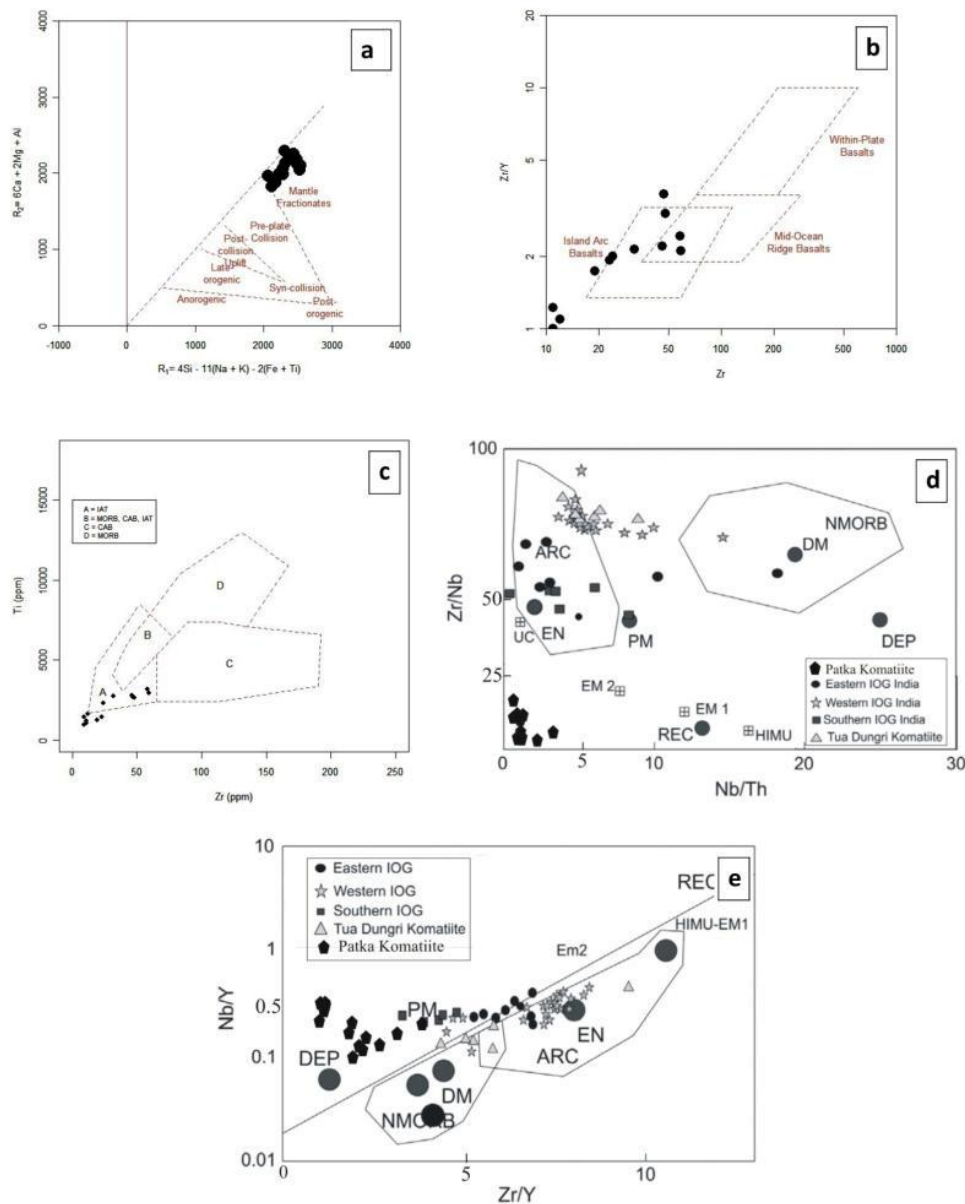 a
4000
3000
2000
1000
0
R2= 6Ca + 2Mg + Al
Mantle
Fractionates
Pre-plate
Collision
Post-
collision
Uplift
Late-
orogenic
Syn-collision
Anorogenic
Post-
orogenic
-1000 0 1000 2000 3000 4000
R1= 4Si - 11(Na + K) - 2(Fe + Ti)
b
20
10
5
2
1
Zr/Y
Within-Plate
Basalts
Island Arc
Basalts
Mid-Ocean
Ridge Basalts
10 20 50 100 200 500 1000
Zr
c
A = IAT
B = MORB, CAB, IAT
C = CAB
D = MORB
15000
10000
5000
0
Ti (ppm)
D
B
C
A
0 50 100 150 200 250
Zr (ppm)
d
100
50
25
0
Zr/Nb
NMORB
DM
ARC
EN
UC
PM
DEP
EM 2
EM 1
REC
HIMU
Patka Komatiite
Eastern IOG India
Western IOG India
Southern IOG India
Tua Dungri Komatiite
0 5 10 20 30
Nb/Th
e
10
1
0.5
0.1
0.01
Nb/Y
Eastern IOG
Western IOG
Southern IOG
Tua Dungri Komatiite
Patka Komatiite
REC
HIMU-EM1
Em2
PM
EN
ARC
DEP
DM
NMORB
0 5 10
Zr/Y